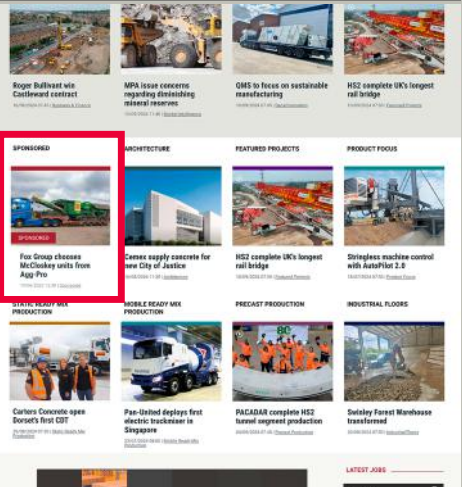 Roger Bullivant win
Castleward contract
MPA issue concerns
regarding diminishing
mineral reserves
QMS to focus on sustainable
manufacturing
HS2 complete UK's longest
rail bridge
SPONSORED
ARCHITECTURE
FEATURED PROJECTS
PRODUCT FOCUS
SPONSORED
Fox Group chooses
McCloskey units from
Agg-Pro
Cemex supply concrete for
new City of Justice
HS2 complete UK's longest
rail bridge
Stringless machine control
with AutoPilot 2.0
STATIC READY MIX
PRODUCTION
MOBILE READY MIX
PRODUCTION
PRECAST PRODUCTION
INDUSTRIAL FLOORS
Carters Concrete open
Dorset's first CDT
Pan-United deploys first
electric truckmixer in
Singapore
PACADAR complete HS2
tunnel segment production
Swinley Forest Warehouse
transformed
LATEST JOBS